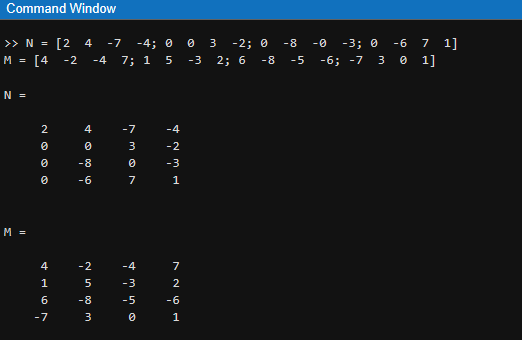 Command Window
>> N = [2 4 -7 -4; 0 0 3 -2; 0 -8 -0 -3; 0 -6 7 1]
M = [4 -2 -4 7; 1 5 -3 2; 6 -8 -5 -6; -7 3 0 1]
N =
2 4 -7 -4
0 0 3 -2
0 -8 0 -3
0 -6 7 1
M =
4 -2 -4 7
1 5 -3 2
6 -8 -5 -6
-7 3 0 1